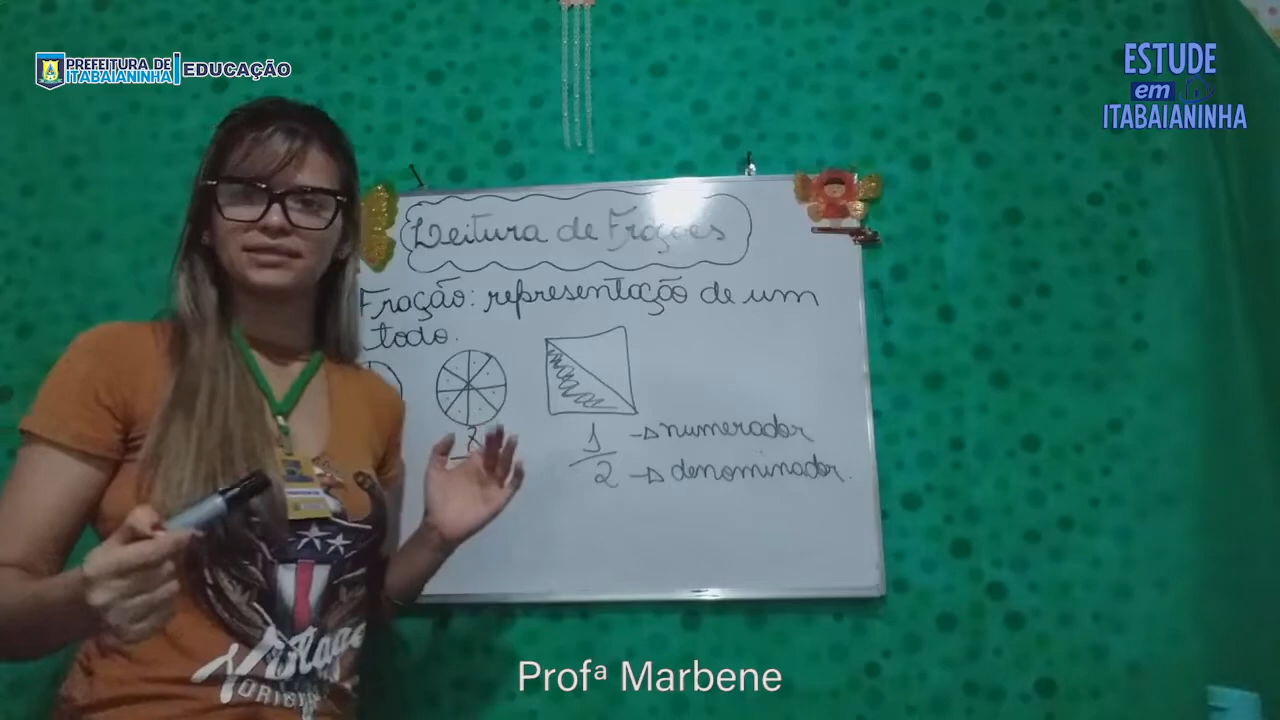 PREFEITURA DE
ITABAIANINHA
EDUCAÇÃO
ESTUDE
em
ITABAIANINHA
Leitura de Frações
Fração: representação de um
todo.
1 → numerador
2 → denominador.
Vintage
Profª Marbene